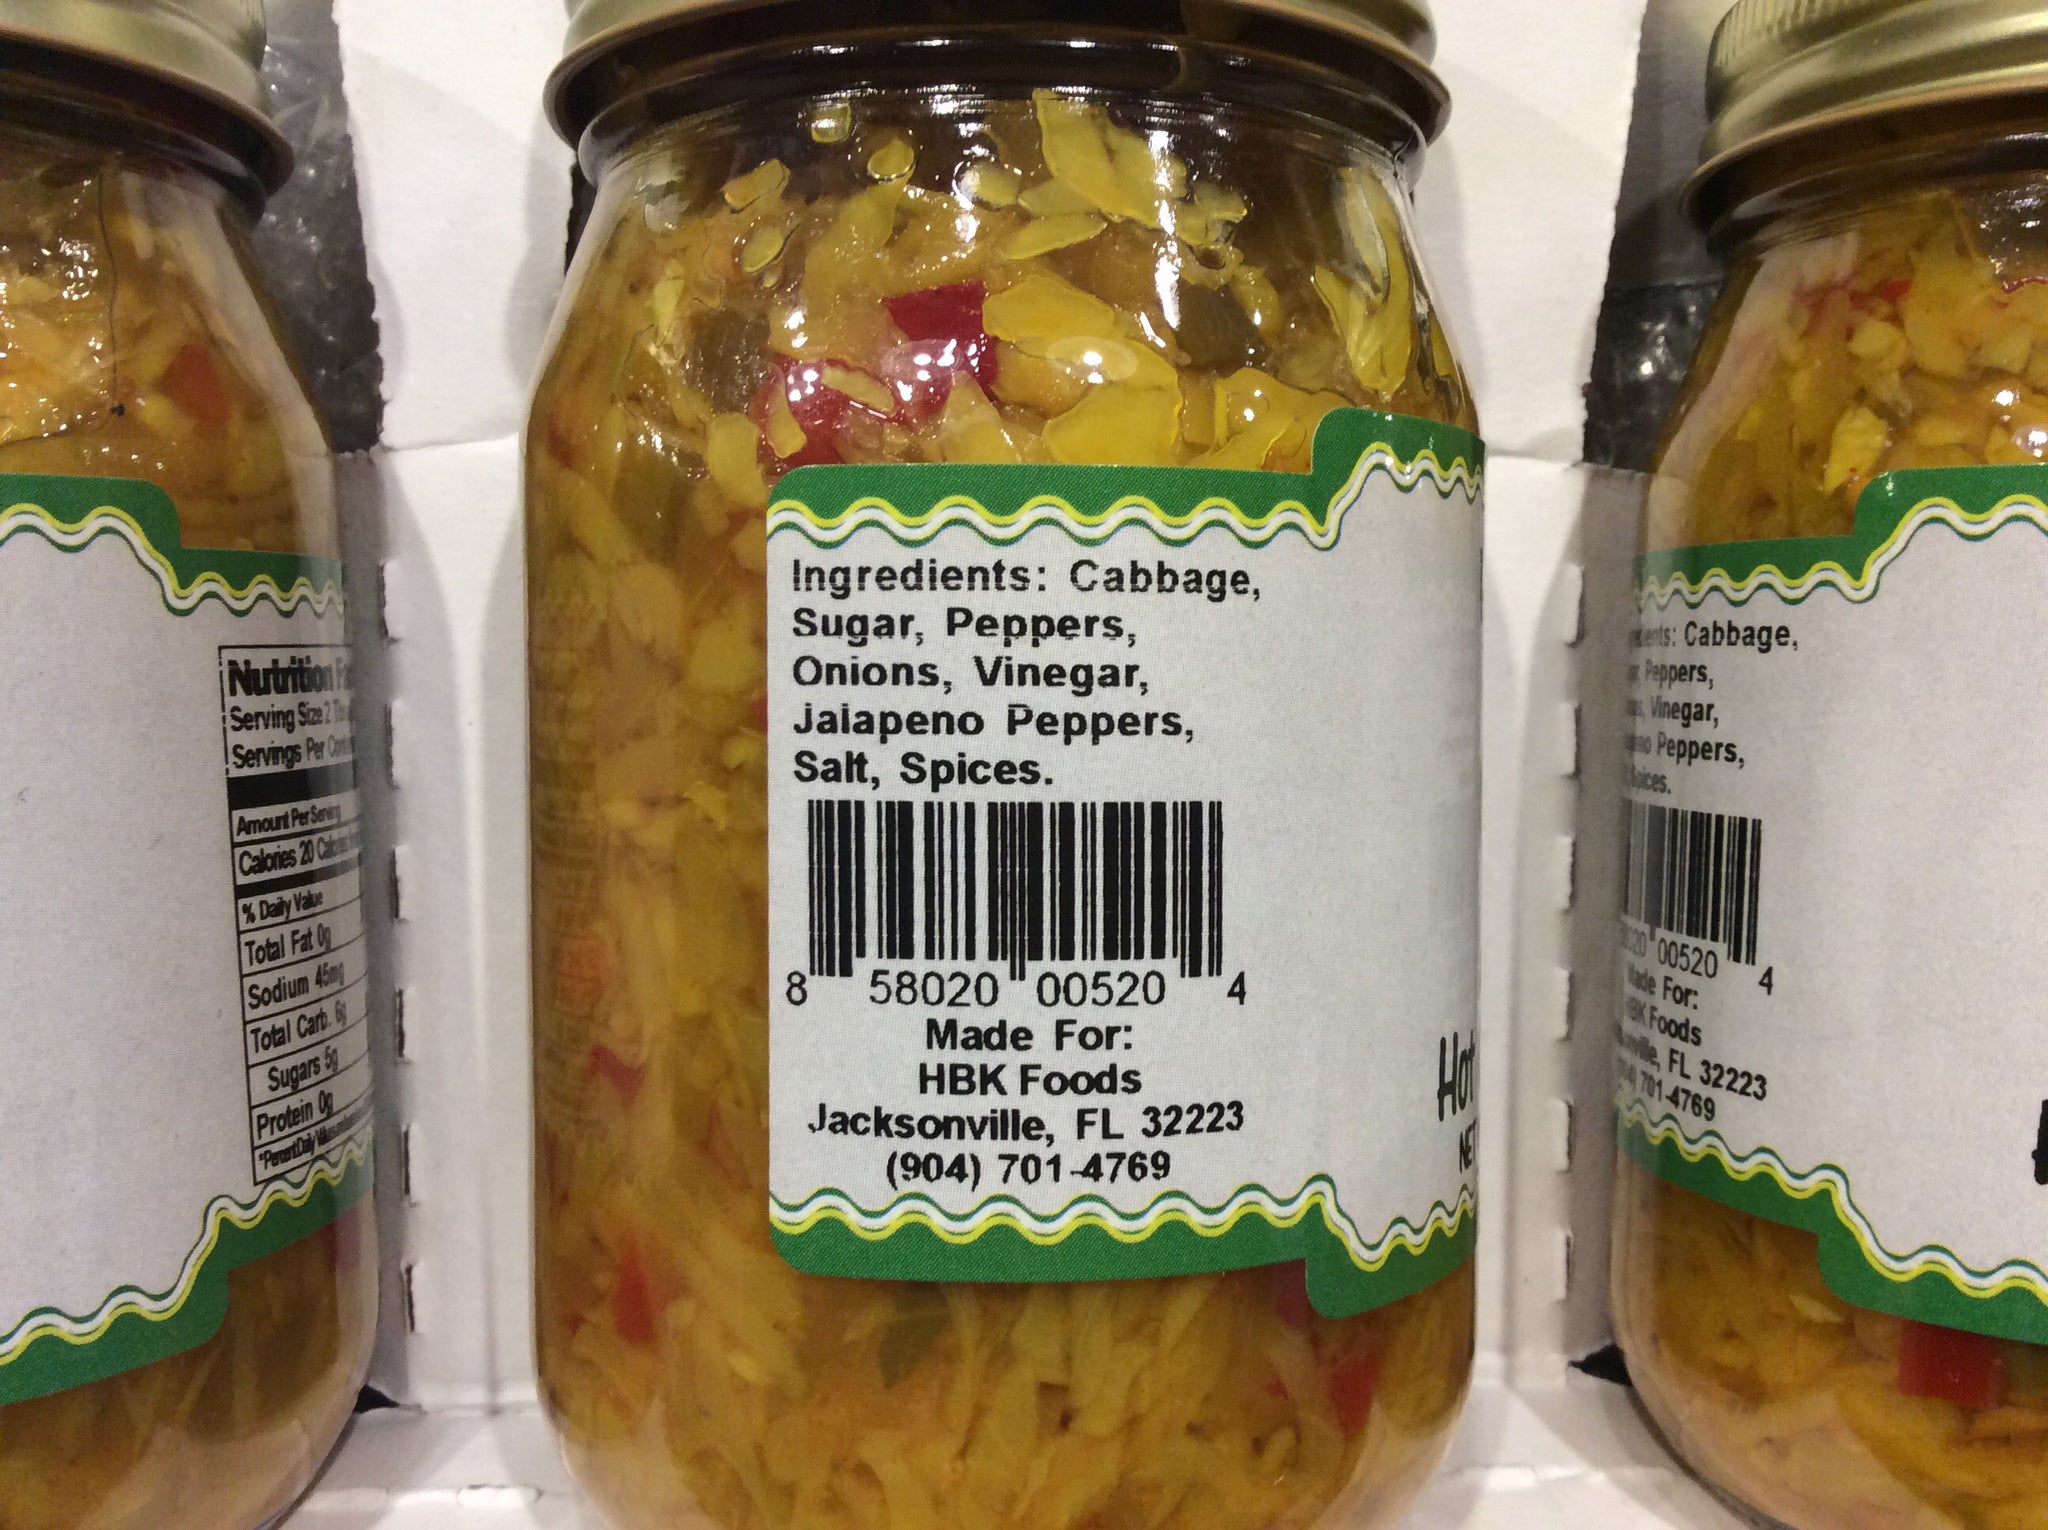 Nutrition
Serving Size 2
Servings Per
Amount Per Serving
Calories 20
% Daily Value
Total Fat 0g
Sodium 45mg
Total Carb. 6g
Sugars 5g
Protein 0g
Ingredients: Cabbage,
Sugar, Peppers,
Onions, Vinegar,
Jalapeno Peppers,
Salt, Spices.
8 58020 00520 4
Made For:
HBK Foods
Jacksonville, FL 32223
(904) 701-4769
Hot
NET
Cabbage,
Peppers,
Vinegar,
Peppers,
00520 4
Made For:
Foods
FL 32223
701-4769